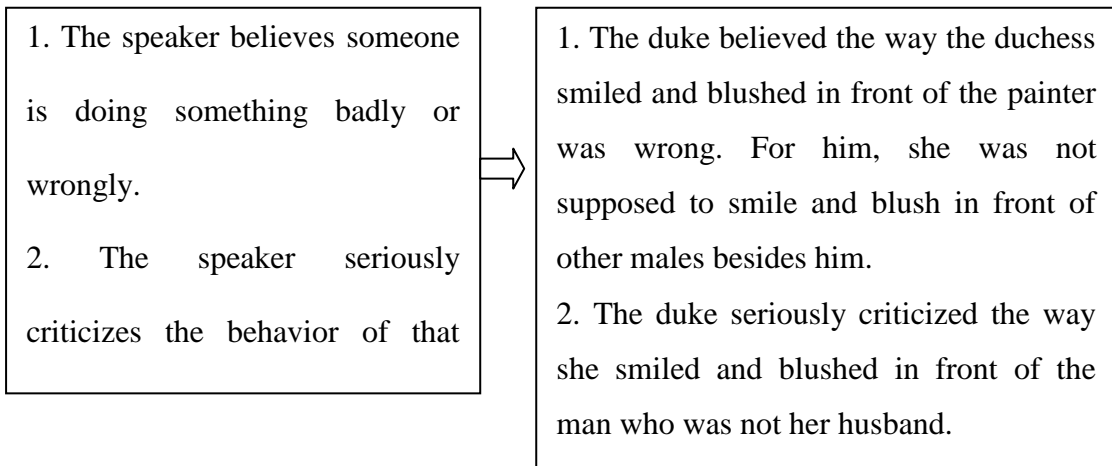 1. The speaker believes someone
is doing something badly or
wrongly.
2. The speaker seriously
criticizes the behavior of that
1. The duke believed the way the duchess
smiled and blushed in front of the painter
was wrong. For him, she was not
supposed to smile and blush in front of
other males besides him.
2. The duke seriously criticized the way
she smiled and blushed in front of the
man who was not her husband.